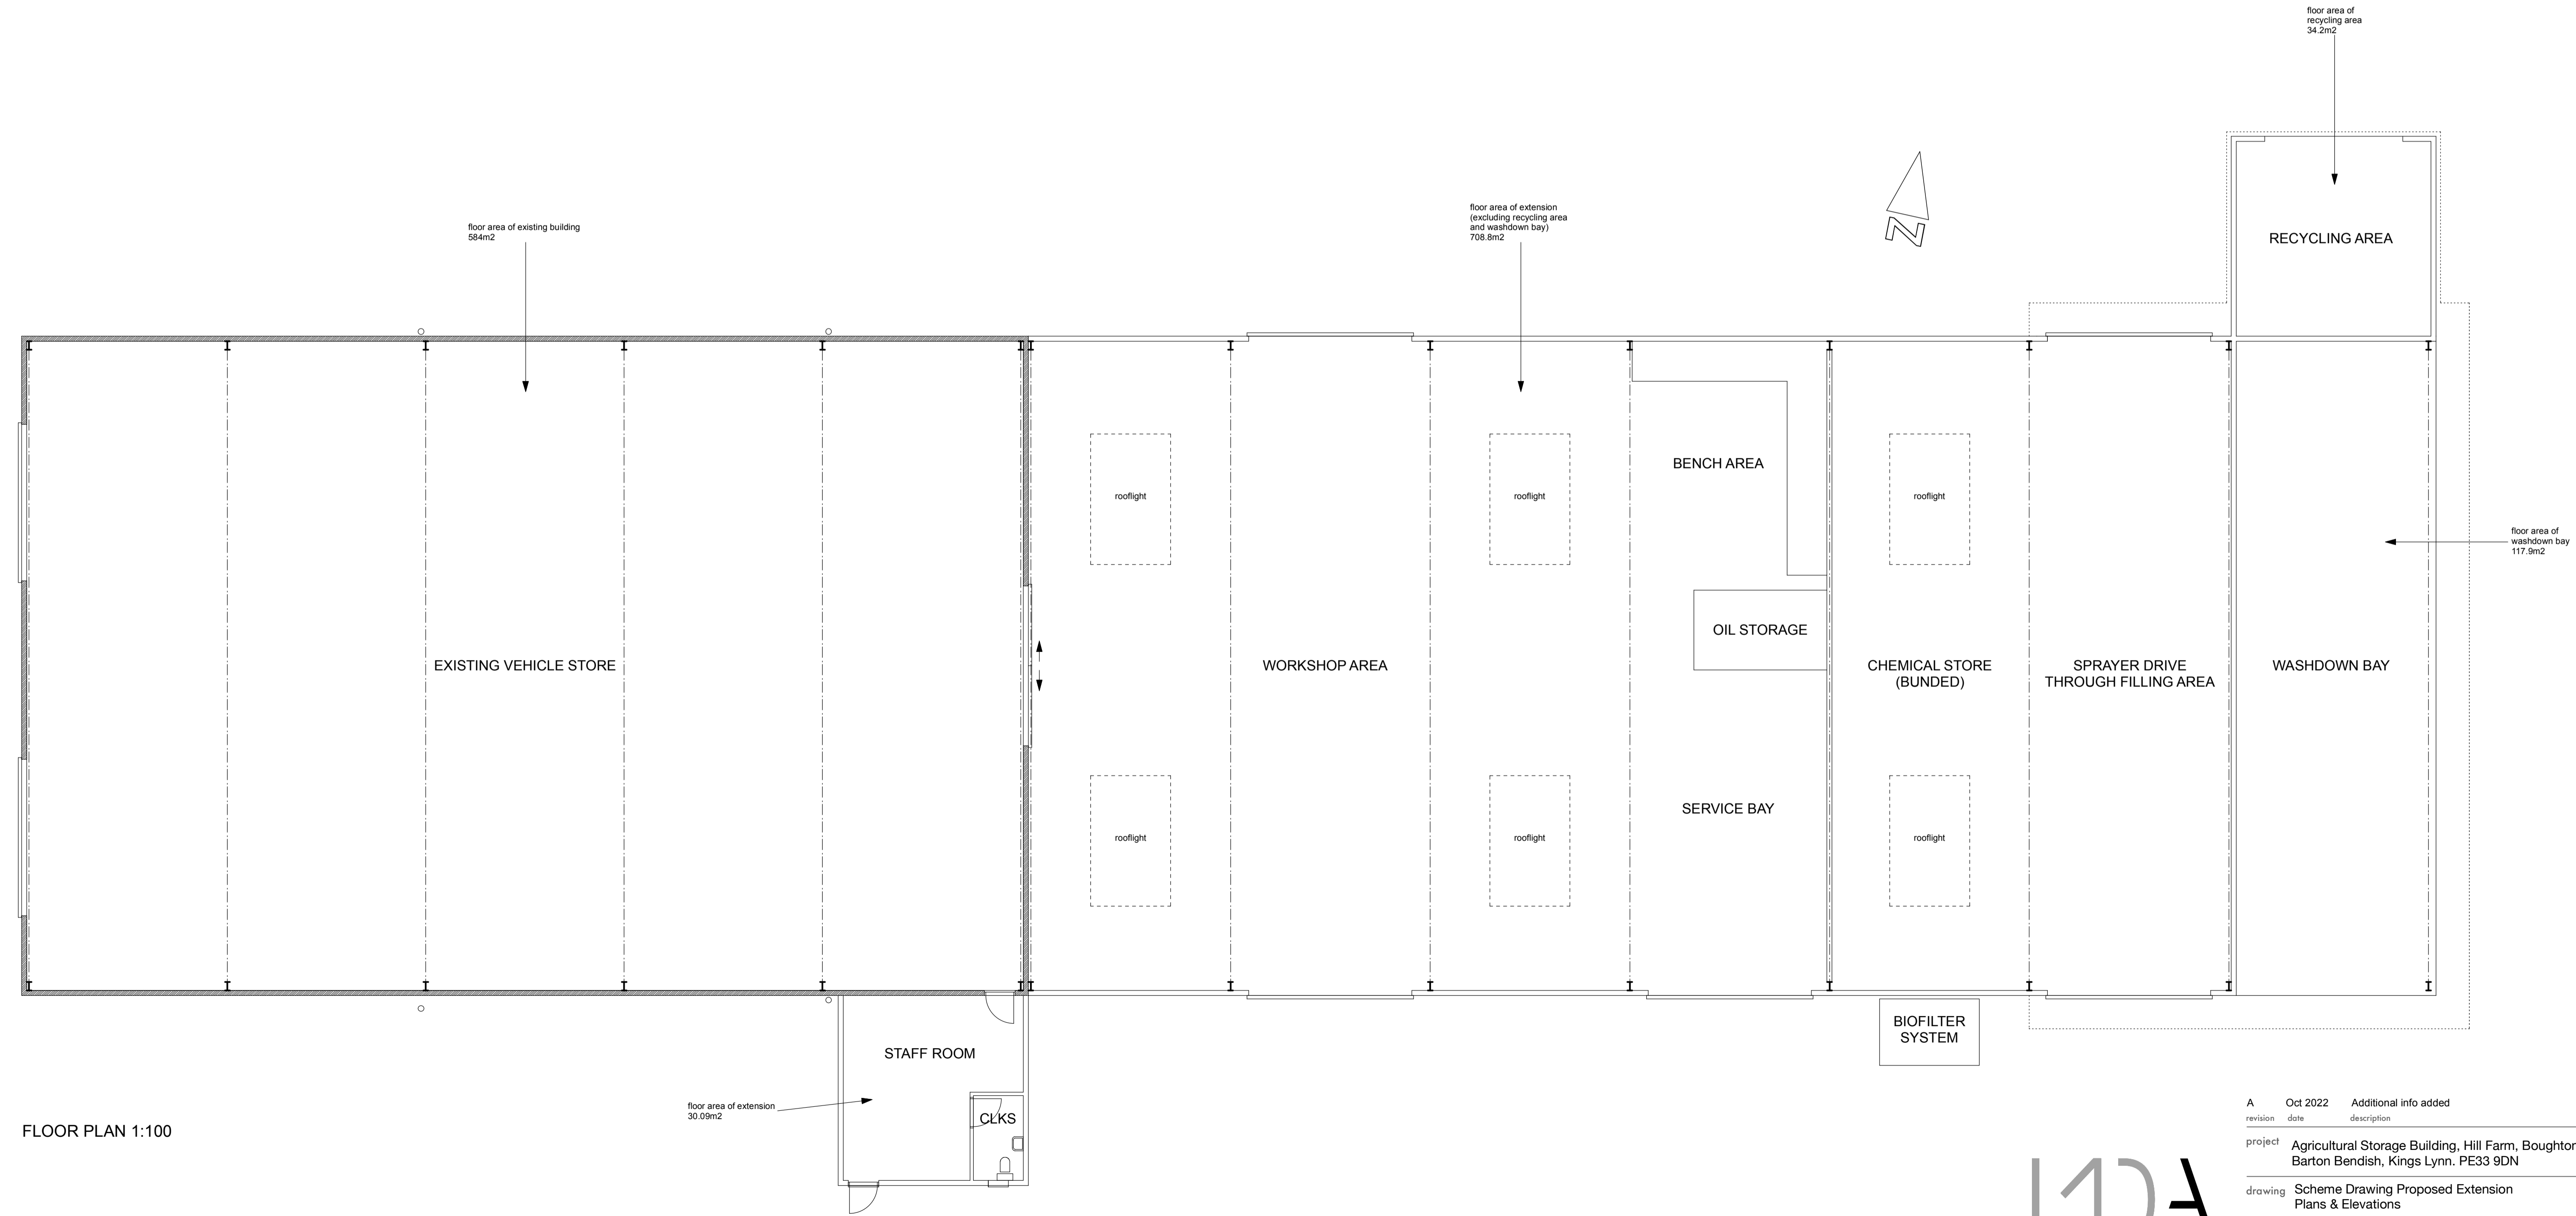 floor area of
recycling area
34.2m2
floor area of existing building
584m2
floor area of extension
(excluding recycling area
and washdown bay)
708.8m2
N
RECYCLING AREA
BENCH AREA
rooflight
rooflight
rooflight
floor area of
washdown bay
117.9m2
OIL STORAGE
EXISTING VEHICLE STORE
WORKSHOP AREA
CHEMICAL STORE
(BUNDED)
SPRAYER DRIVE
THROUGH FILLING AREA
WASHDOWN BAY
SERVICE BAY
rooflight
rooflight
rooflight
BIOFILTER
SYSTEM
STAFF ROOM
floor area of extension
30.09m2
CLKS
FLOOR PLAN 1:100
A Oct 2022 Additional info added
revision date description
project Agricultural Storage Building, Hill Farm, Boughton
Barton Bendish, Kings Lynn. PE33 9DN
drawing Scheme Drawing Proposed Extension
Plans & Elevations